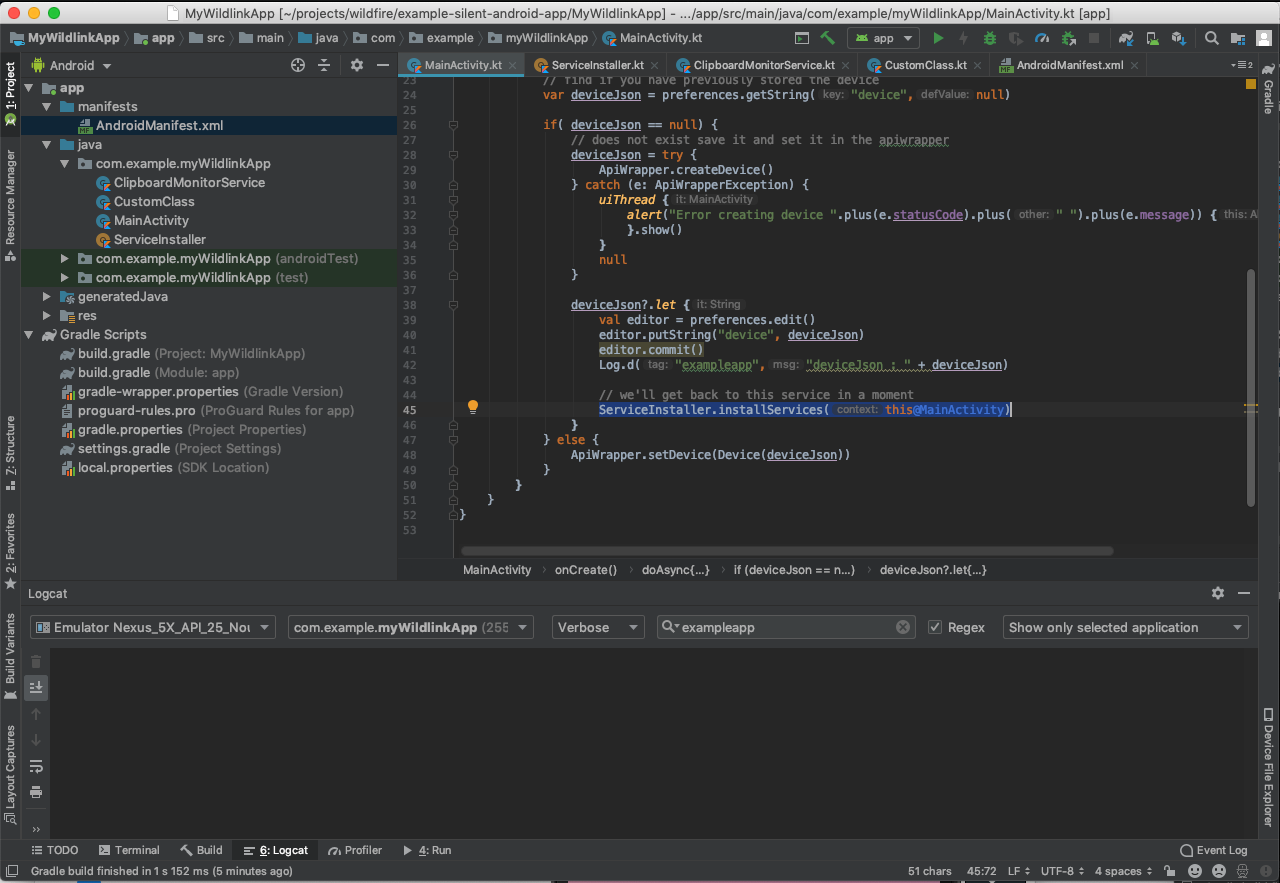 MyWildlinkApp [~/projects/wildfire/example-silent-android-app/MyWildlinkApp] - .../app/src/main/java/com/example/myWildlinkApp/MainActivity.kt [app]
MyWildlinkApp app src main java com example myWildlinkApp MainActivity.kt app
1: Project
Resource Manager
Z: Structure
2: Favorites
Build Variants
Layout Captures
Android
app
manifests
AndroidManifest.xml
java
com.example.myWildlinkApp
ClipboardMonitorService
CustomClass
MainActivity
ServiceInstaller
com.example.myWildlinkApp (androidTest)
com.example.myWildlinkApp (test)
generatedJava
res
Gradle Scripts
build.gradle (Project: MyWildlinkApp)
build.gradle (Module: app)
gradle-wrapper.properties (Gradle Version)
proguard-rules.pro (ProGuard Rules for app)
gradle.properties (Project Properties)
settings.gradle (Project Settings)
local.properties (SDK Location)
MainActivity.kt ServiceInstaller.kt ClipboardMonitorService.kt CustomClass.kt AndroidManifest.xml 2
23 // find if you have previously stored the device
24 var deviceJson = preferences.getString( key: "device", defValue: null)
25
26 if( deviceJson == null) {
27 // does not exist save it and set it in the apiwrapper
28 deviceJson = try {
29 ApiWrapper.createDevice()
30 } catch (e: ApiWrapperException) {
31 uiThread { it: MainActivity
32 alert("Error creating device ".plus(e.statusCode).plus( other: " ").plus(e.message)) { this: Al
33 }.show()
34 }
35 null
36 }
37
38 deviceJson?.let { it: String
39 val editor = preferences.edit()
40 editor.putString("device", deviceJson)
41 editor.commit()
42 Log.d( tag: "exampleapp", msg: "deviceJson : " + deviceJson)
43
44 // we'll get back to this service in a moment
45 ServiceInstaller.installServices( context: this@MainActivity)
46 }
47 } else {
48 ApiWrapper.setDevice(Device(deviceJson))
49 }
50 }
51 }
52 }
53
MainActivity onCreate() doAsync{...} if (deviceJson == n...) deviceJson?.let{...}
Gradle
Device File Explorer
Logcat
Emulator Nexus_5X_API_25_Nou com.example.myWildlinkApp (255 Verbose exampleapp Regex Show only selected application
TODO Terminal Build 6: Logcat Profiler 4: Run Event Log
Gradle build finished in 1 s 152 ms (5 minutes ago) 51 chars 45:72 LF UTF-8 4 spaces